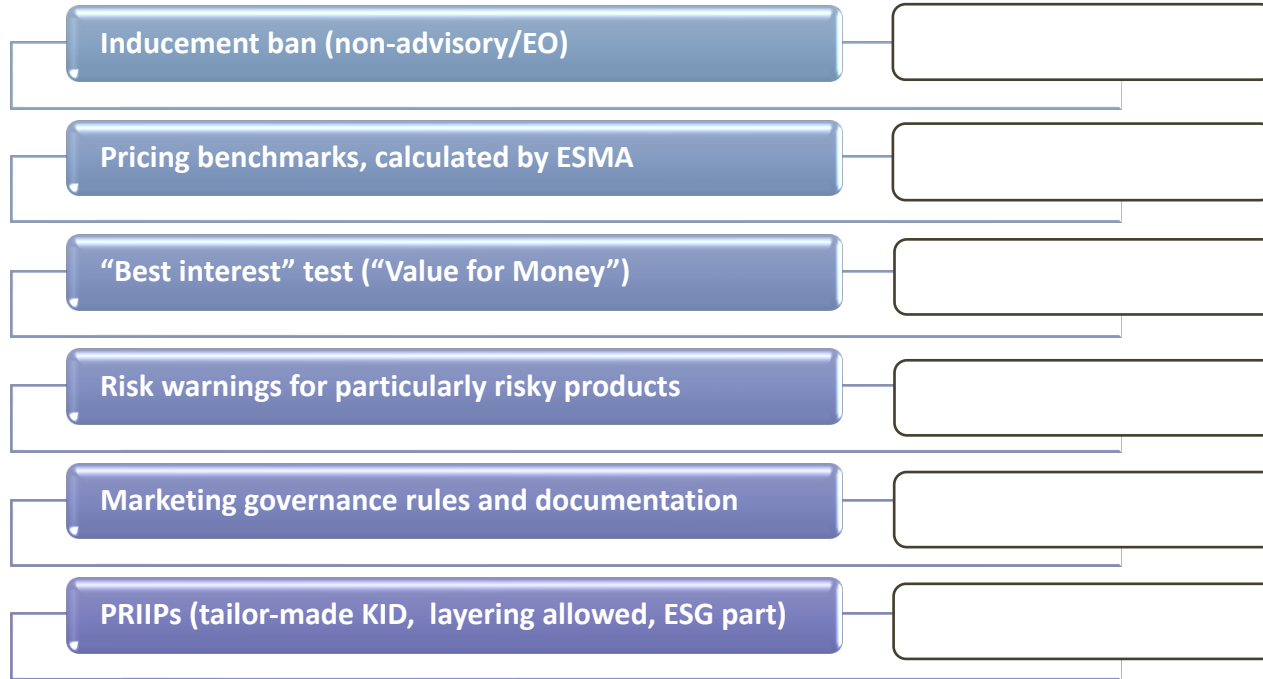 Inducement ban (non-advisory/EO)
Pricing benchmarks, calculated by ESMA
“Best interest” test (“Value for Money”)
Risk warnings for particularly risky products
Marketing governance rules and documentation
PRIIPs (tailor-made KID,  layering allowed, ESG part)